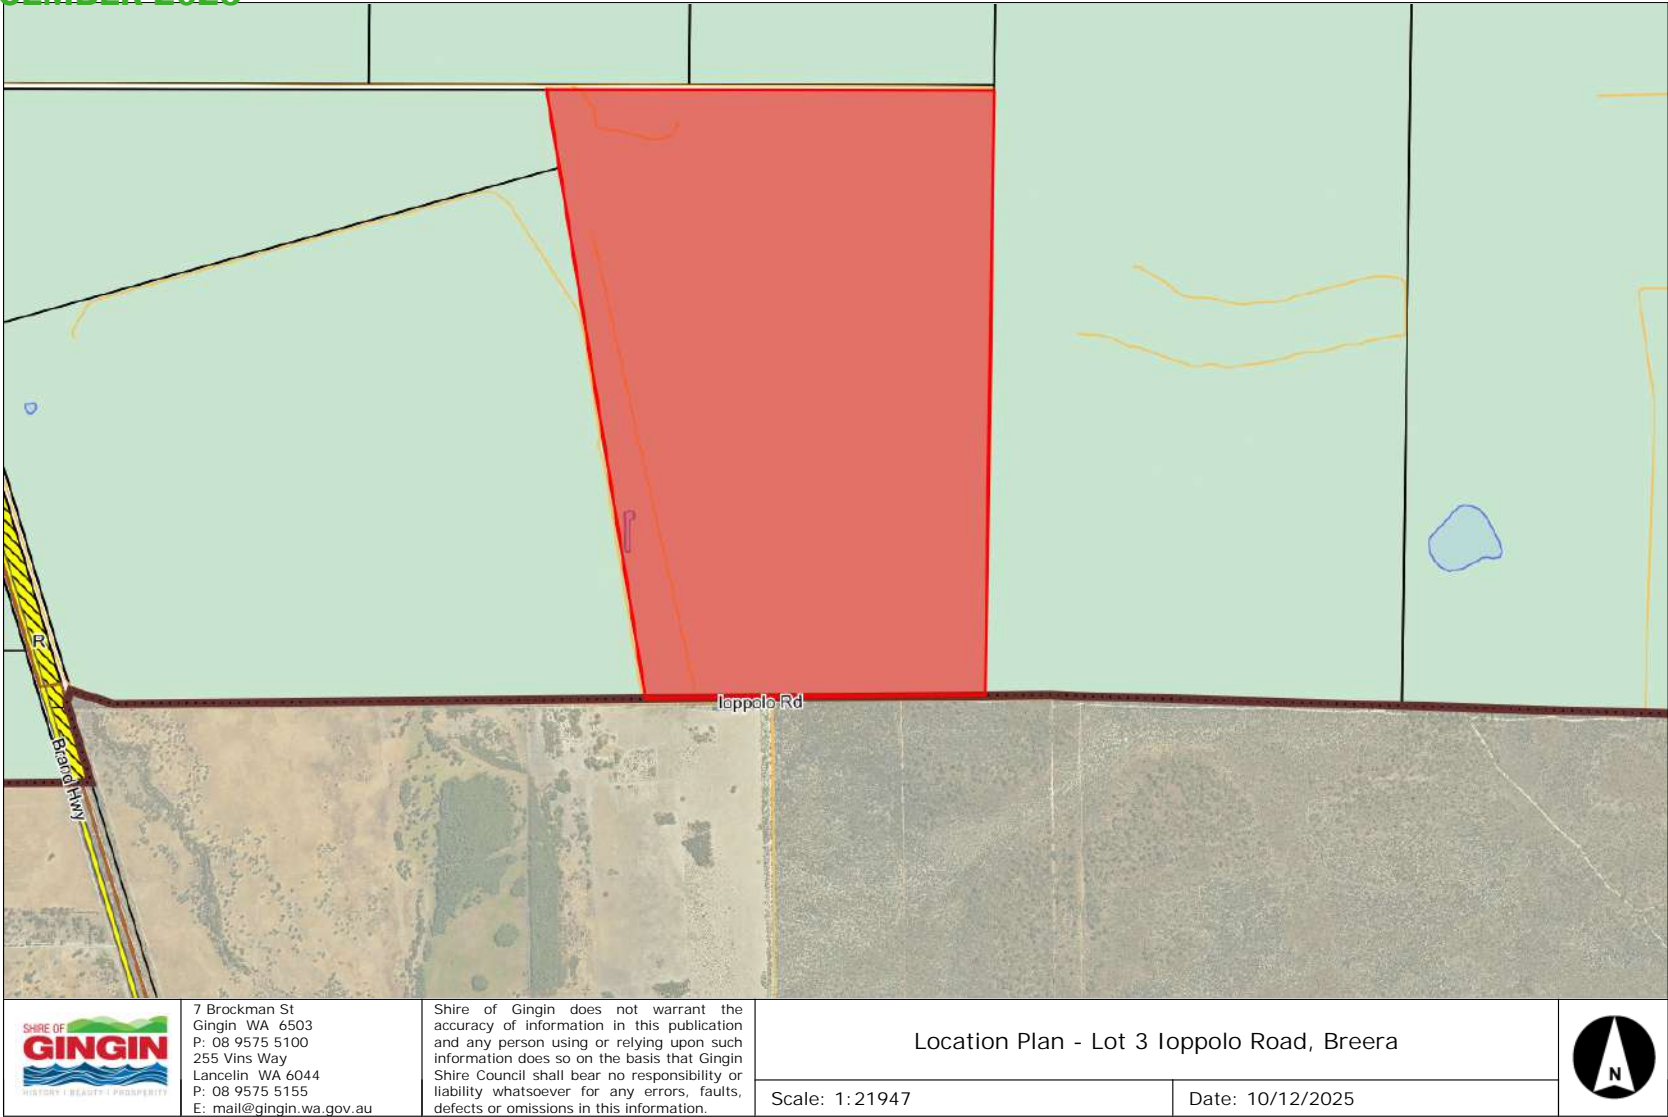 R
Ioppolo Rd
Brand Hwy
SHIRE OF
GINGIN
HISTORY | BEAUTY | PROSPERITY
7 Brockman St
Gingin WA 6503
P: 08 9575 5100
255 Vins Way
Lancelin WA 6044
P: 08 9575 5155
E: mail@gingin.wa.gov.au
Shire of Gingin does not warrant the
accuracy of information in this publication
and any person using or relying upon such
information does so on the basis that Gingin
Shire Council shall bear no responsibility or
liability whatsoever for any errors, faults,
defects or omissions in this information.
Location Plan - Lot 3 Ioppolo Road, Breera
Scale: 1:21947
Date: 10/12/2025
N